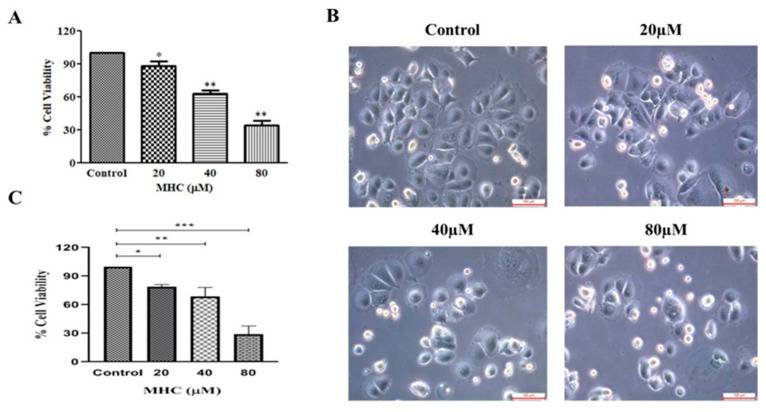 A
120
90
60
30
0
% Cell Viability
*
**
**
Control 20 40 80
MHC (μM)
B
Control 20μM
40μM 80μM
C
***
**
*
120
90
60
30
0
% Cell Viability
Control 20 40 80
MHC (μM)